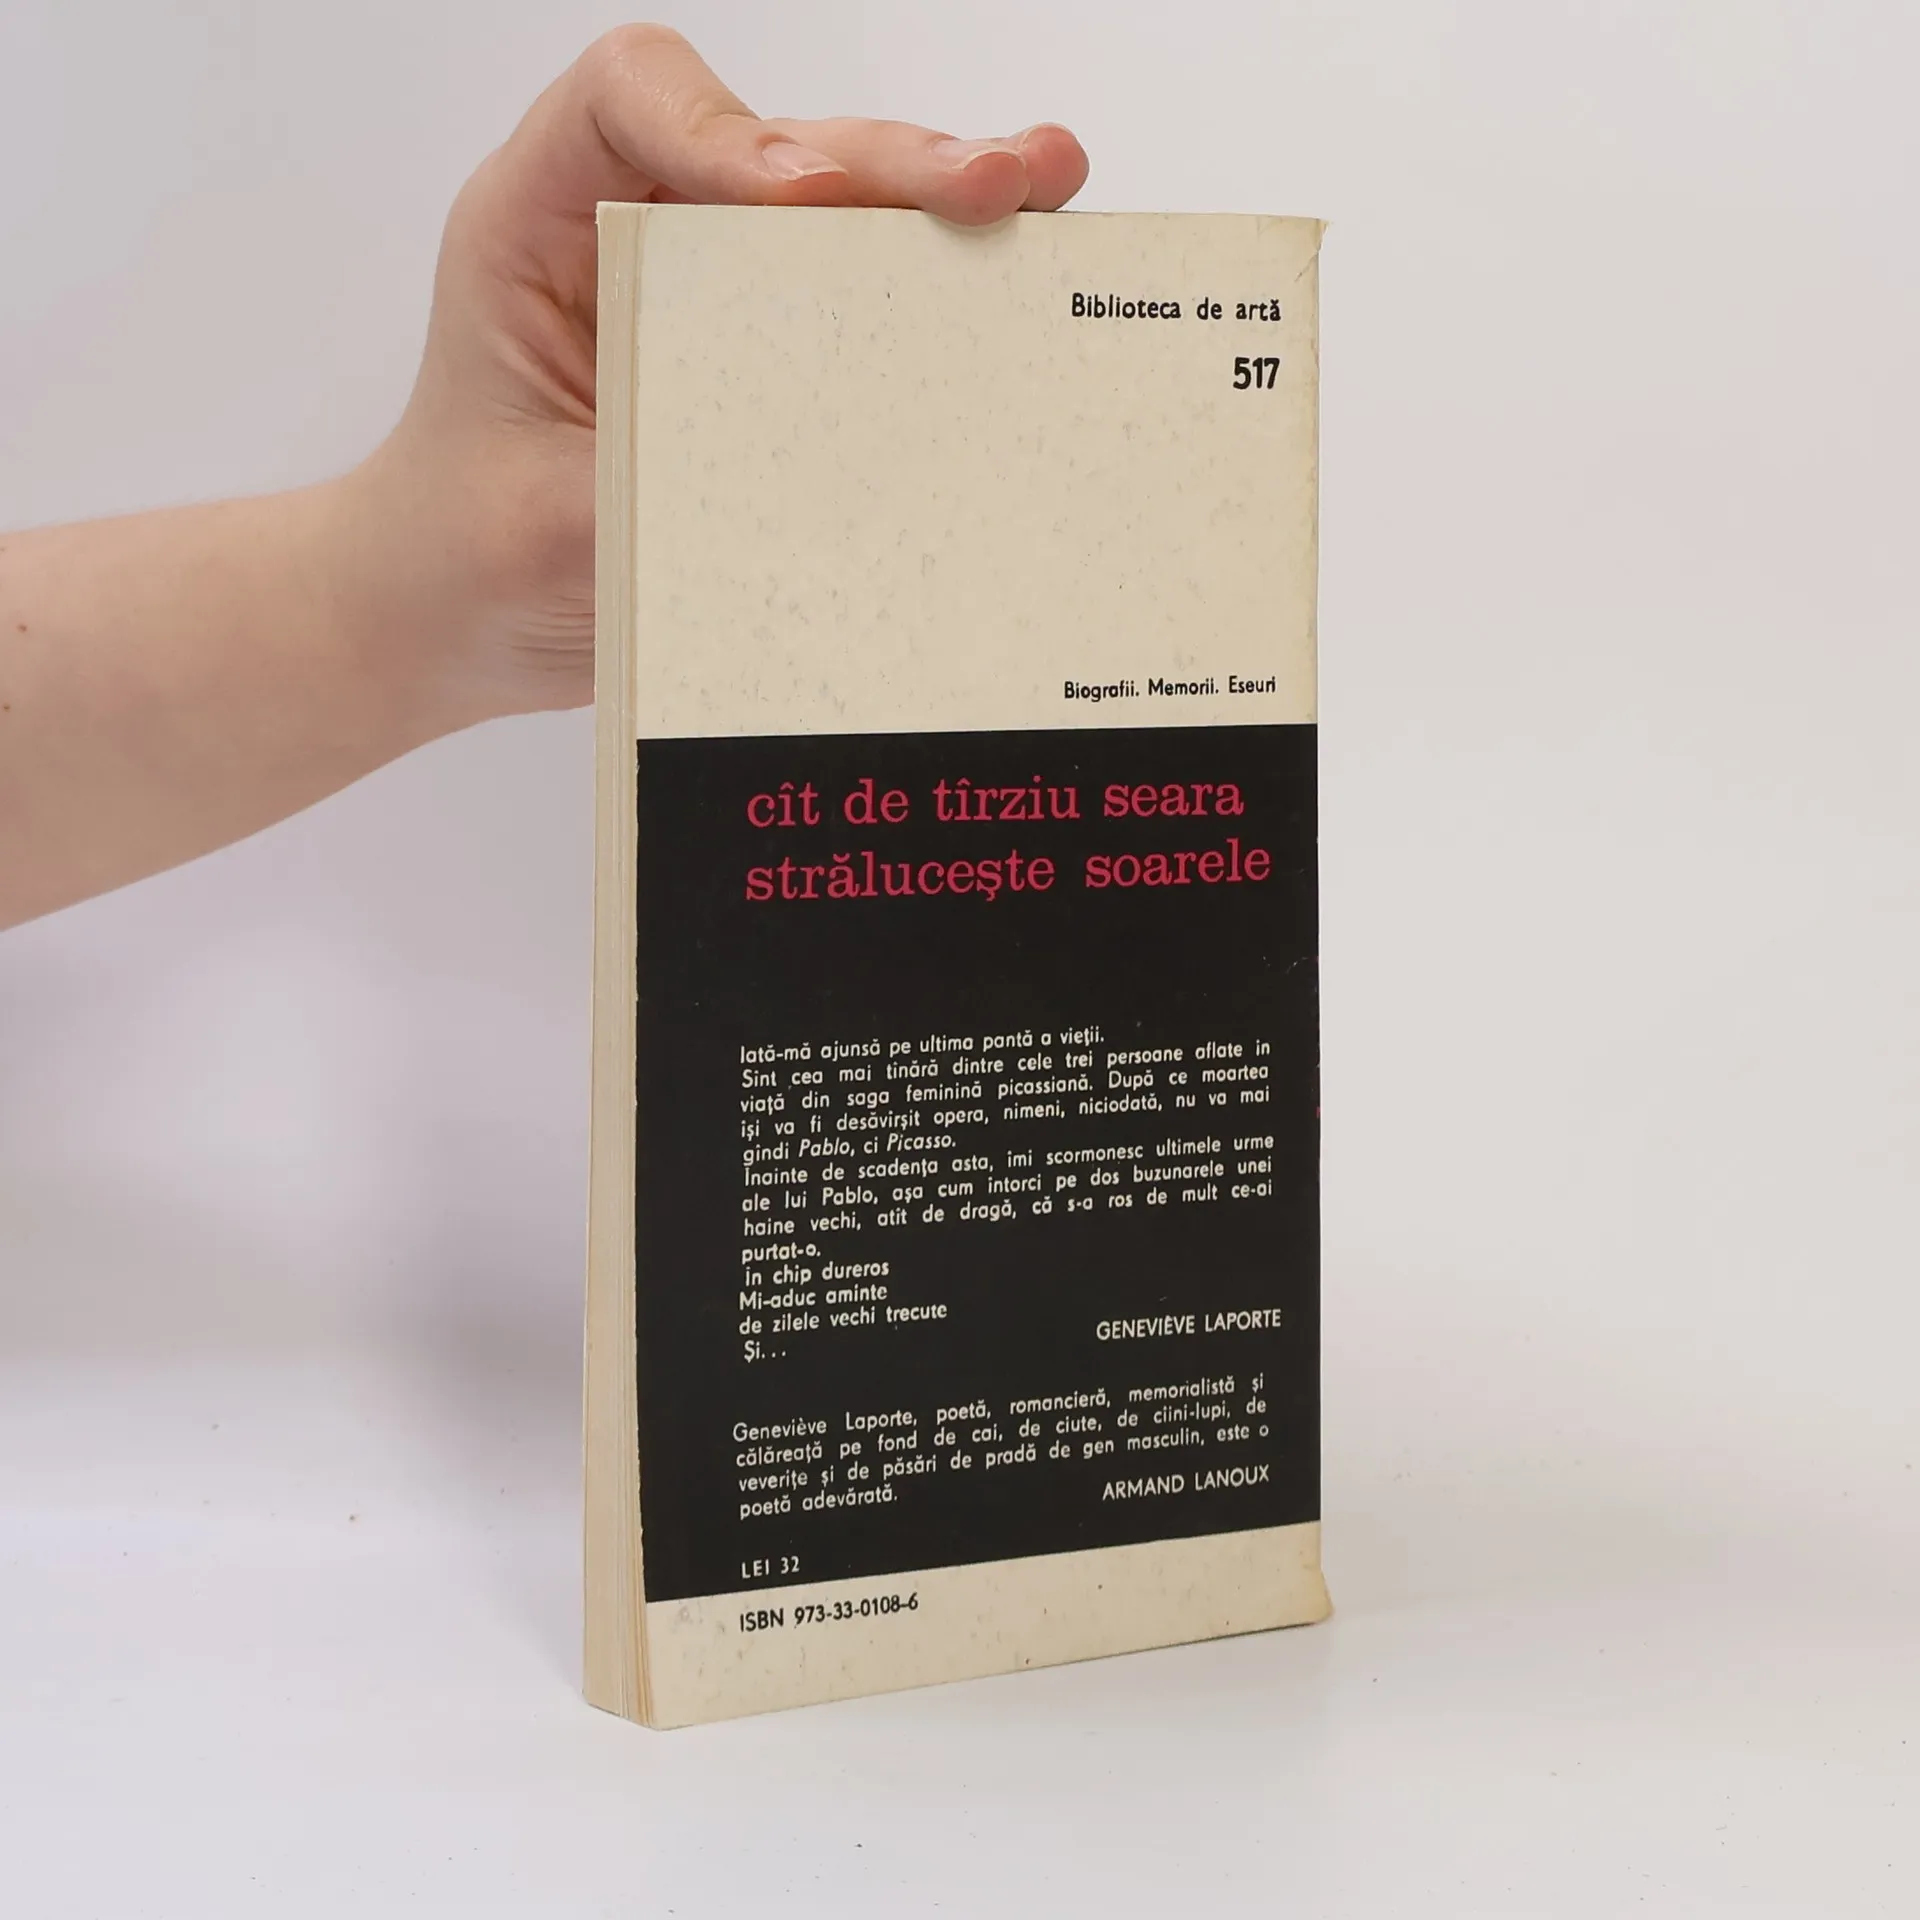 Biblioteca de artă
517
Biografii. Memorii. Eseuri
cît de tîrziu seara
strălucește soarele
Iată-mă ajunsă pe ultima pantă a vieții.
Sînt cea mai tînără dintre cele trei persoane aflate în
viață din saga feminină picassiană. După ce moartea
își va fi desăvîrșit opera, nimeni, niciodată, nu va mai
gîndi Pablo, ci Picasso.
Înainte de scadența asta, îmi scormonesc ultimele urme
ale lui Pablo, așa cum întorci pe dos buzunarele unei
haine vechi, atît de dragă, că s-a ros de mult ce-ai
purtat-o.
În chip dureros
Mi-aduc aminte
de zilele vechi trecute
Și...
GENEVIÈVE LAPORTE
Geneviève Laporte, poetă, romancieră, memorialistă și
călăreață pe fond de cai, de ciute, de cîini-lupi, de
veverițe și de păsări de pradă de gen masculin, este o
poetă adevărată.
ARMAND LANOUX
LEI 32
ISBN 973-33-0108-6